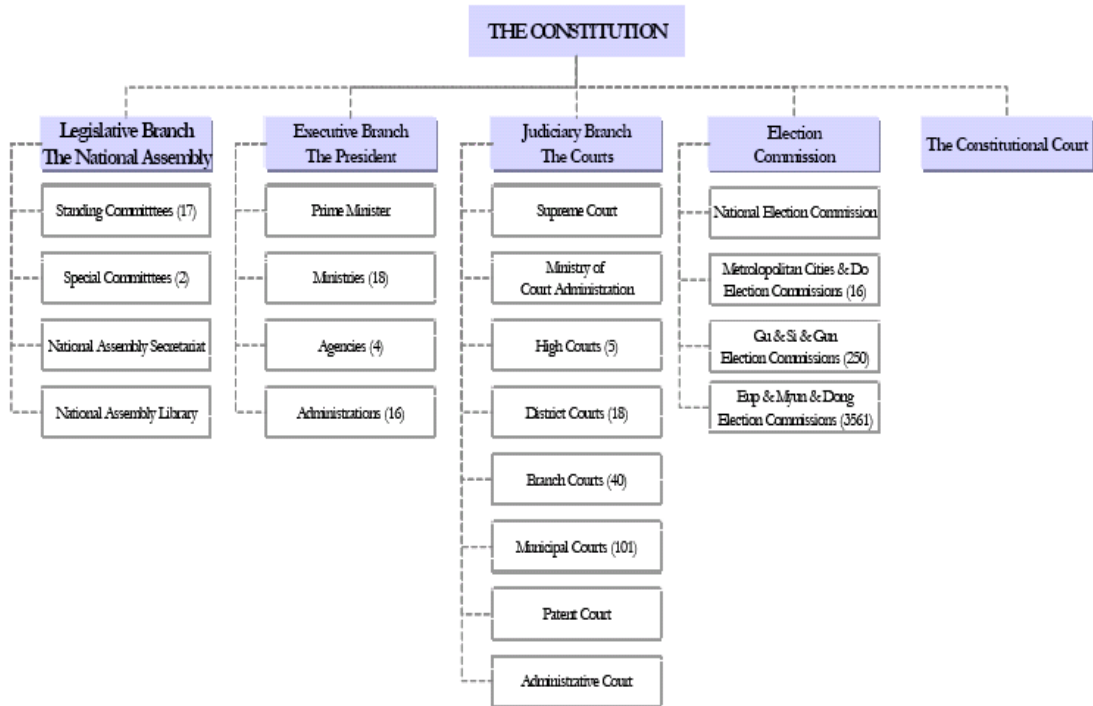 THE CONSTITUTION
Legislative Branch
The National Assembly
Standing Committtees (17)
Special Committtees (2)
National Assembly Secretariat
National Assembly Library
Executive Branch
The President
Prime Minister
Ministries (18)
Agencies (4)
Administrations (16)
Judiciary Branch
The Courts
Supreme Court
Ministry of
Court Administration
High Courts (5)
District Courts (18)
Branch Courts (40)
Municipal Courts (101)
Patent Court
Administrative Court
Election
Commission
National Election Commission
Metrolopolitan Cities & Do
Election Commissions (16)
Gu & Si & Gun
Election Commissions (250)
Eup & Myun & Dong
Election Commissions (3561)
The Constitutional Court